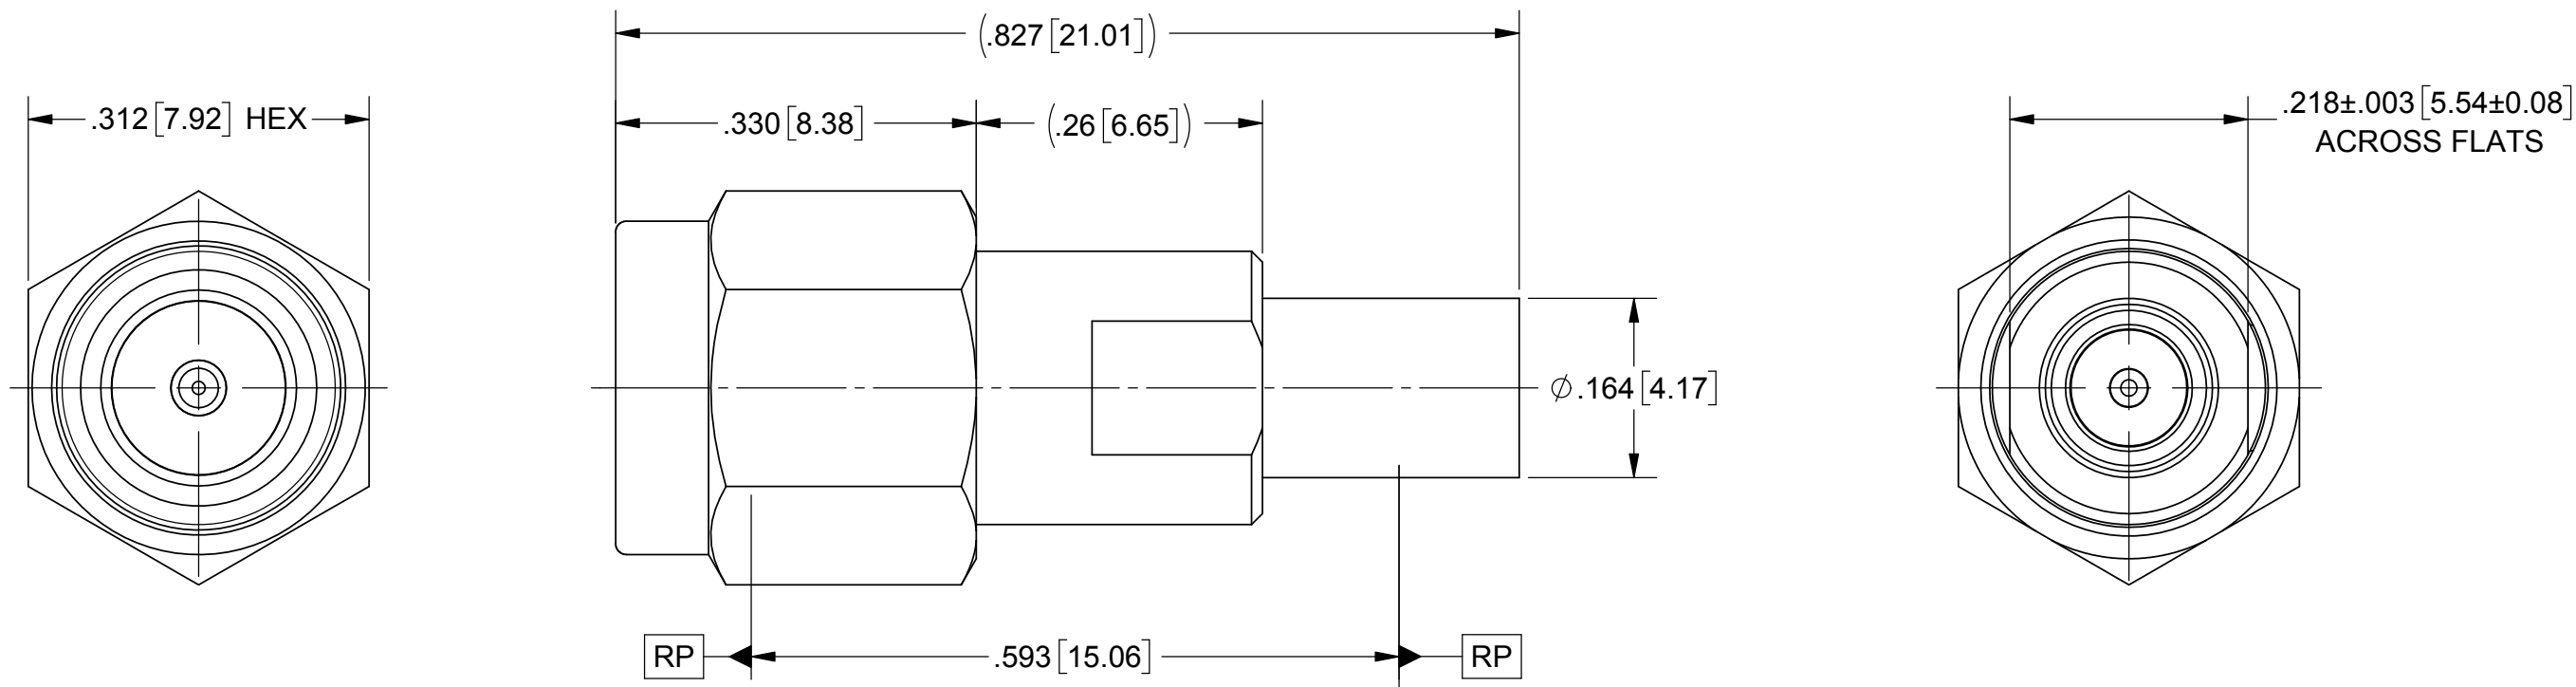 (.827[21.01])
.312[7.92] HEX
.330[8.38]
(.26[6.65])
.218±.003[5.54±0.08]
ACROSS FLATS
∅.164[4.17]
RP
.593[15.06]
RP